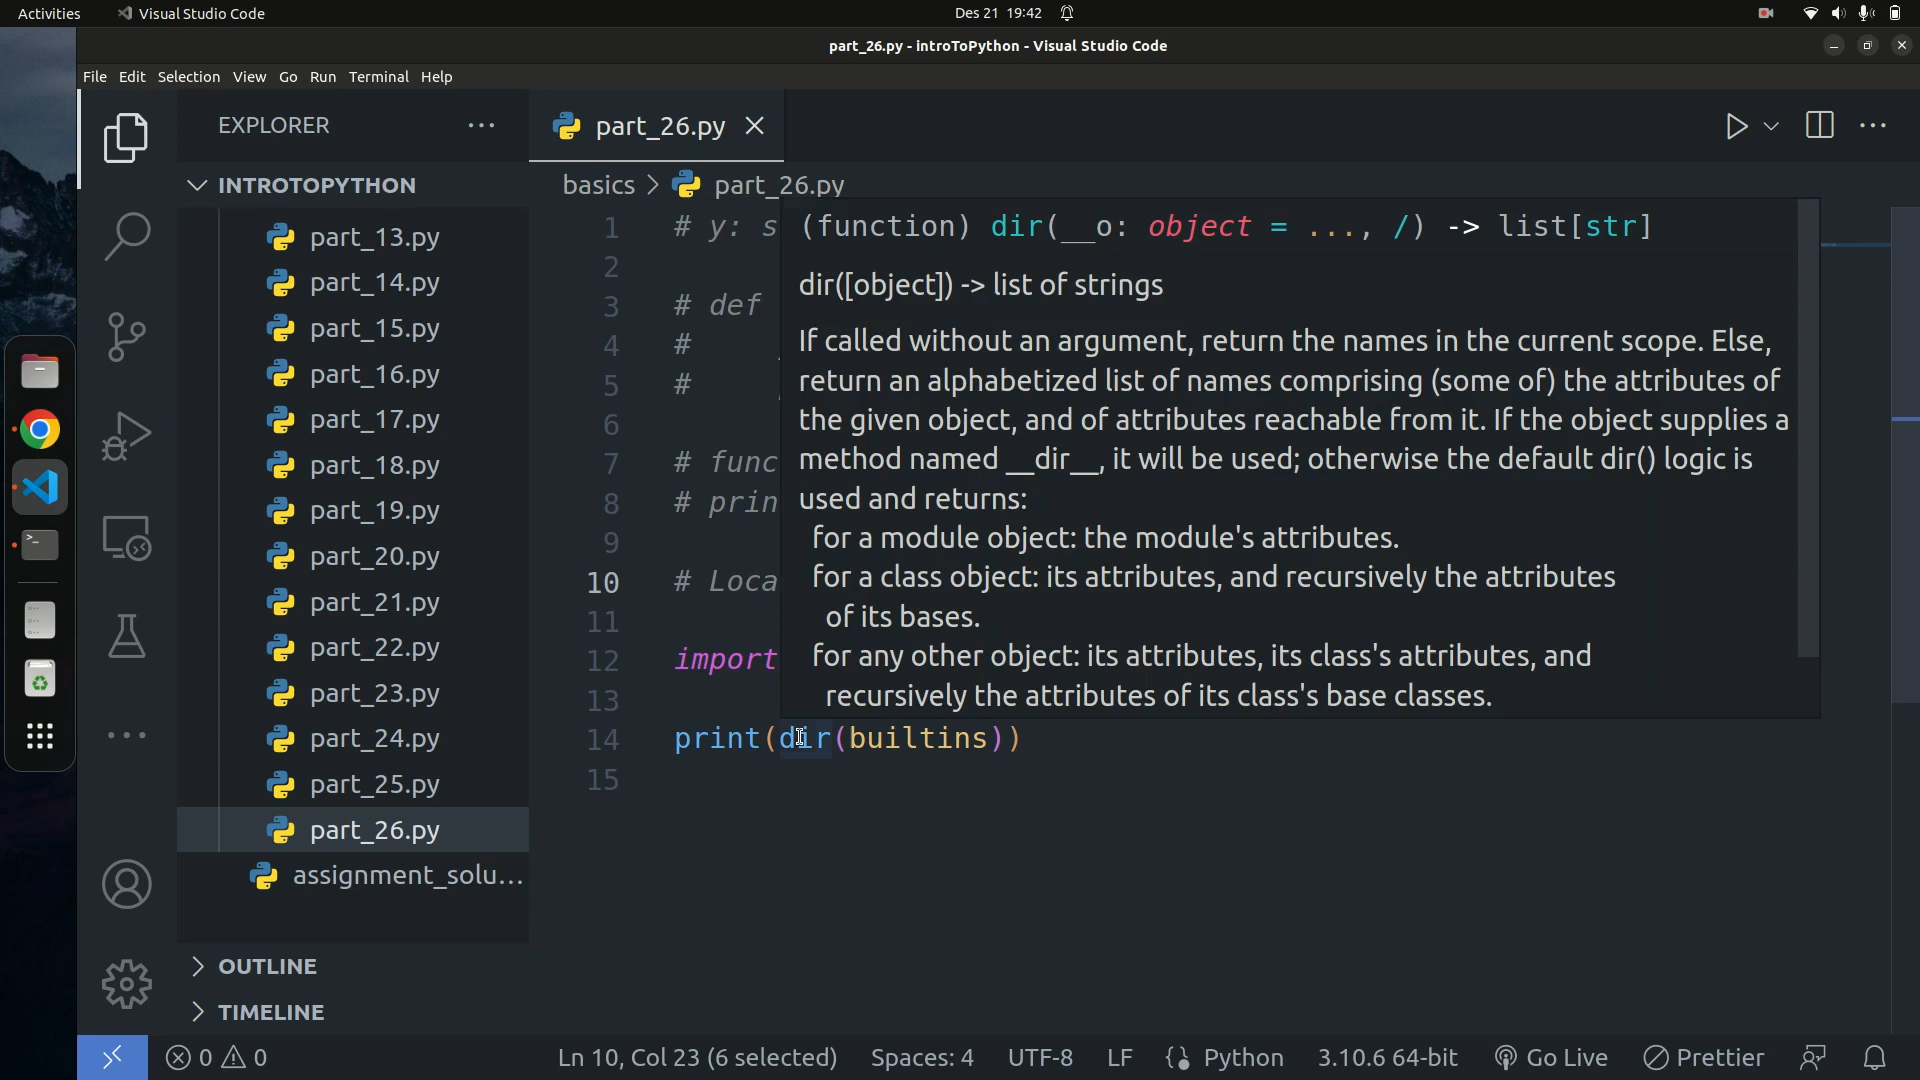 Activities
Visual Studio Code
Des 21 19:42
part_26.py - introToPython - Visual Studio Code
File Edit Selection View Go Run Terminal Help
EXPLORER
part_26.py
INTROTOPYTHON
basics > part_26.py
part_13.py
part_14.py
part_15.py
part_16.py
part_17.py
part_18.py
part_19.py
part_20.py
part_21.py
part_22.py
part_23.py
part_24.py
part_25.py
part_26.py
assignment_solu...
OUTLINE
TIMELINE
1 # y: s
2
3 # def
4 #
5 #
6
7 # func
8 # prin
9
10 # Loca
11
12 import
13
14 print(dir(builtins))
15
(function) dir(__o: object = ..., /) -> list[str]
dir([object]) -> list of strings
If called without an argument, return the names in the current scope. Else,
return an alphabetized list of names comprising (some of) the attributes of
the given object, and of attributes reachable from it. If the object supplies a
method named __dir__, it will be used; otherwise the default dir() logic is
used and returns:
for a module object: the module's attributes.
for a class object: its attributes, and recursively the attributes
of its bases.
for any other object: its attributes, its class's attributes, and
recursively the attributes of its class's base classes.
0 0 Ln 10, Col 23 (6 selected) Spaces: 4 UTF-8 LF Python 3.10.6 64-bit Go Live Prettier